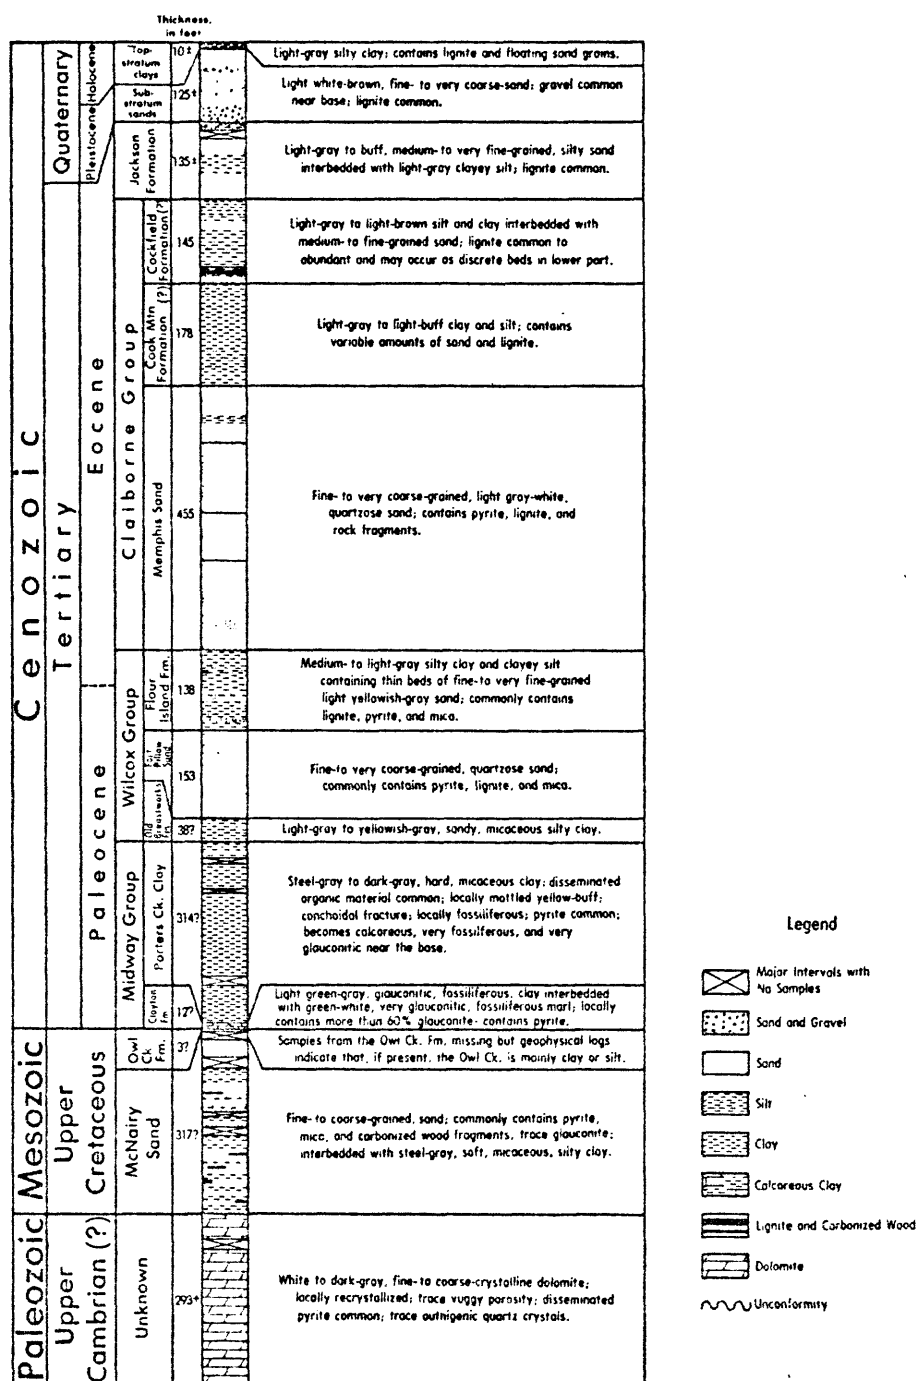 Thickness,
in feet
Cenozoic
Quaternary
Holocene
Pleistocene
Top-
stratum
clays
10±
Light-gray silty clay; contains lignite and floating sand grains.
Sub-
stratum
sands
125±
Light white-brown, fine- to very coarse-sand; gravel common
near base; lignite common.
Tertiary
Eocene
Jackson
Formation
135±
Light-gray to buff, medium- to very fine-grained, silty sand
interbedded with light-gray clayey silt; lignite common.
Claiborne Group
Cockfield
Formation(?)
145
Light-gray to light-brown silt and clay interbedded with
medium- to fine-grained sand; lignite common to
abundant and may occur as discrete beds in lower part.
Cook Mtn
Formation (?)
178
Light-gray to light-buff clay and silt; contains
variable amounts of sand and lignite.
Memphis Sand
455
Fine- to very coarse-grained, light gray-white,
quartzose sand; contains pyrite, lignite, and
rock fragments.
Paleocene
Wilcox Group
Flour
Island Fm.
138
Medium- to light-gray silty clay and clayey silt
containing thin beds of fine- to very fine-grained
light yellowish-gray sand; commonly contains
lignite, pyrite, and mica.
Fort
Pillow
Sand
153
Fine-to very coarse-grained, quartzose sand;
commonly contains pyrite, lignite, and mica.
Old
Breastworks
Fm.
38?
Light-gray to yellowish-gray, sandy, micaceous silty clay.
Midway Group
Porters Ck. Clay
314?
Steel-gray to dark-gray, hard, micaceous clay; disseminated
organic material common; locally mottled yellow-buff;
conchoidal fracture; locally fossiliferous; pyrite common;
becomes calcoreous, very fossilferous, and very
glauconitic near the base.
Clayton
Fm
17?
Light green-gray, glauconitic, fossiliferous, clay interbedded
with green-white, very glauconitic, fossiliferous marl; locally
contains more than 60% glauconite- contains pyrite.
Mesozoic
Upper
Cretaceous
Owl
Ck
Fm.
3?
Samples from the Owl Ck. Fm. missing but geophysical logs
indicate that, if present, the Owl Ck. is mainly clay or silt.
McNairy
Sand
317?
Fine- to coarse-grained, sand; commonly contains pyrite,
mica, and carbonized wood fragments, trace glauconite;
interbedded with steel-gray, soft, micaceous, silty clay.
Paleozoic
Upper
Cambrian (?)
Unknown
293+
White to dark-gray, fine-to coarse-crystalline dolomite;
locally recrystallized; trace vuggy porosity; disseminated
pyrite common; trace authigenic quartz crystals.
Legend
Major Intervals with
No Samples
Sand and Gravel
Sand
Silt
Clay
Calcareous Clay
Lignite and Carbonized Wood
Dolomite
Unconformity